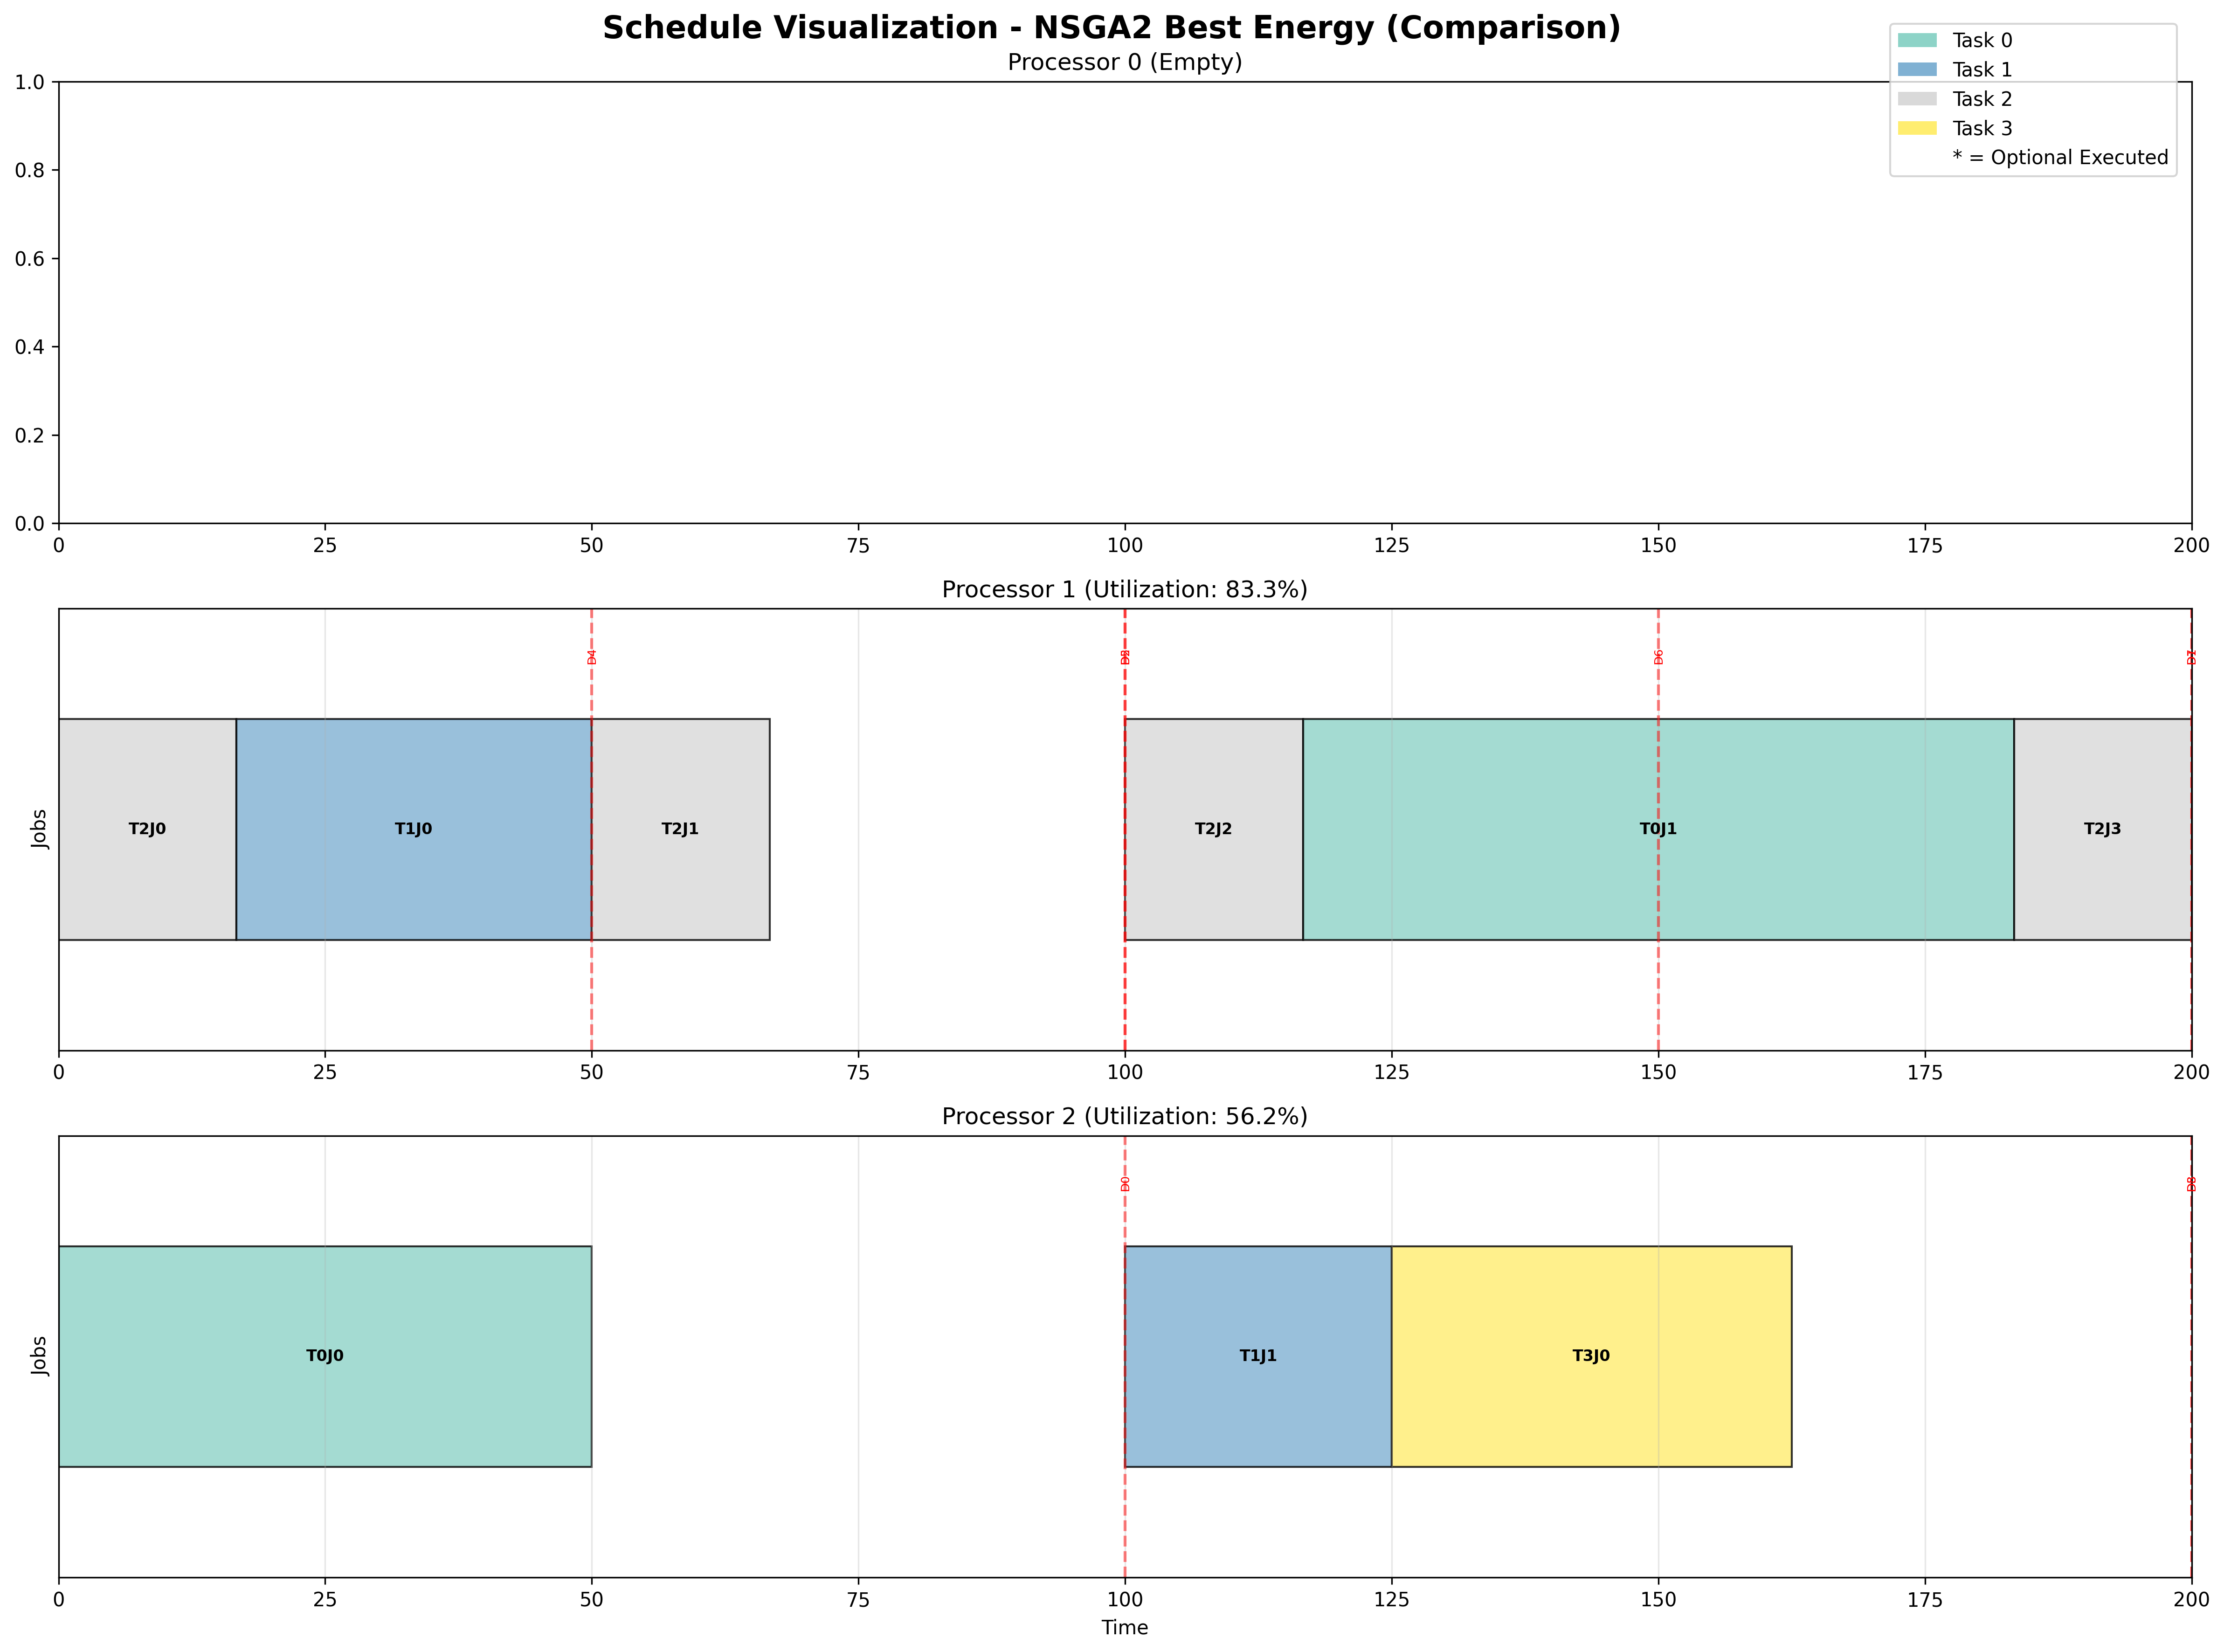 Schedule Visualization - NSGA2 Best Energy (Comparison)
Processor 0 (Empty)
Task 0
Task 1
Task 2
Task 3
* = Optional Executed
1.0
0.8
0.6
0.4
0.2
0.0
0 25 50 75 100 125 150 175 200
Processor 1 (Utilization: 83.3%)
D4
D6
Jobs
T2J0 T1J0 T2J1 T2J2 T0J1 T2J3
0 25 50 75 100 125 150 175 200
Processor 2 (Utilization: 56.2%)
D0
Jobs
T0J0 T1J1 T3J0
0 25 50 75 100 125 150 175 200
Time